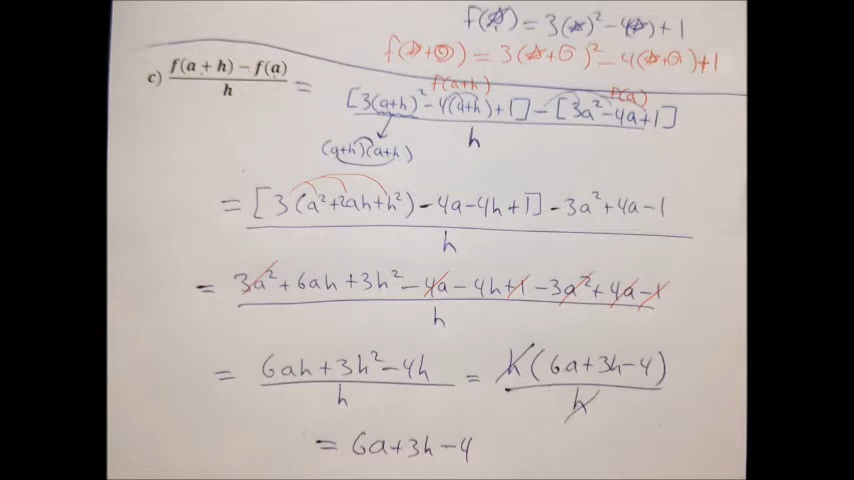 f(△) = 3(△)² - 4(△) + 1
f(△+○) = 3(△+○)² - 4(△+○) + 1
c) f(a + h) − f(a) / h =
f(a+h) f(a)
[3(a+h)² - 4(a+h) + 1] - [3a² - 4a + 1] / h
(a+h)(a+h)
= [3(a² + 2ah + h²) - 4a - 4h + 1] - 3a² + 4a - 1 / h
= 3a² + 6ah + 3h² - 4a - 4h + 1 - 3a² + 4a - 1 / h
= 6ah + 3h² - 4h / h = h(6a + 3h - 4) / h
= 6a + 3h - 4